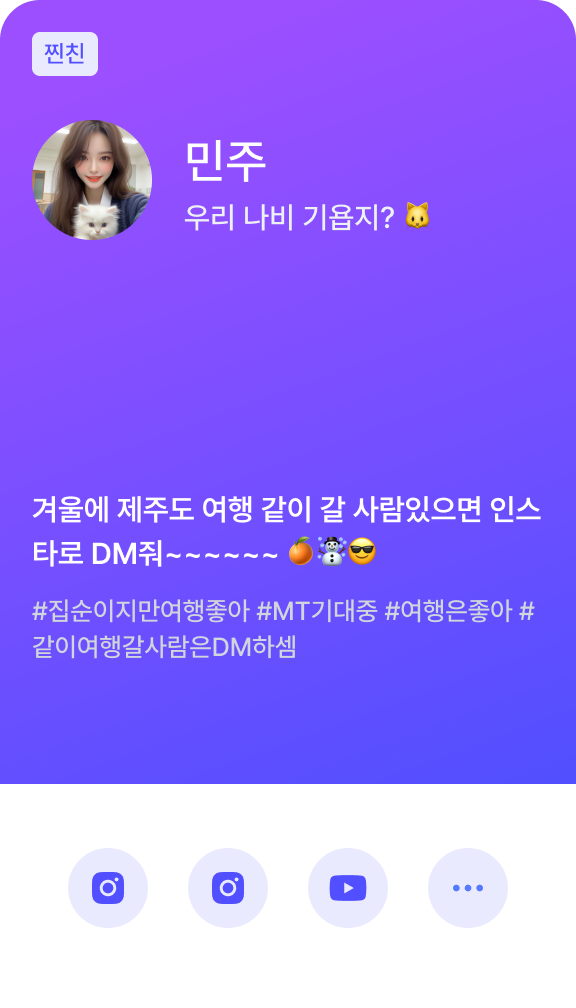 찐친
민주
우리 나비 기욥지? 🐱
겨울에 제주도 여행 같이 갈 사람있으면 인스
타로 DM줘~~~~~~ 🍊☃️😎
#집순이지만여행좋아 #MT기대중 #여행은좋아 #
같이여행갈사람은DM하셈